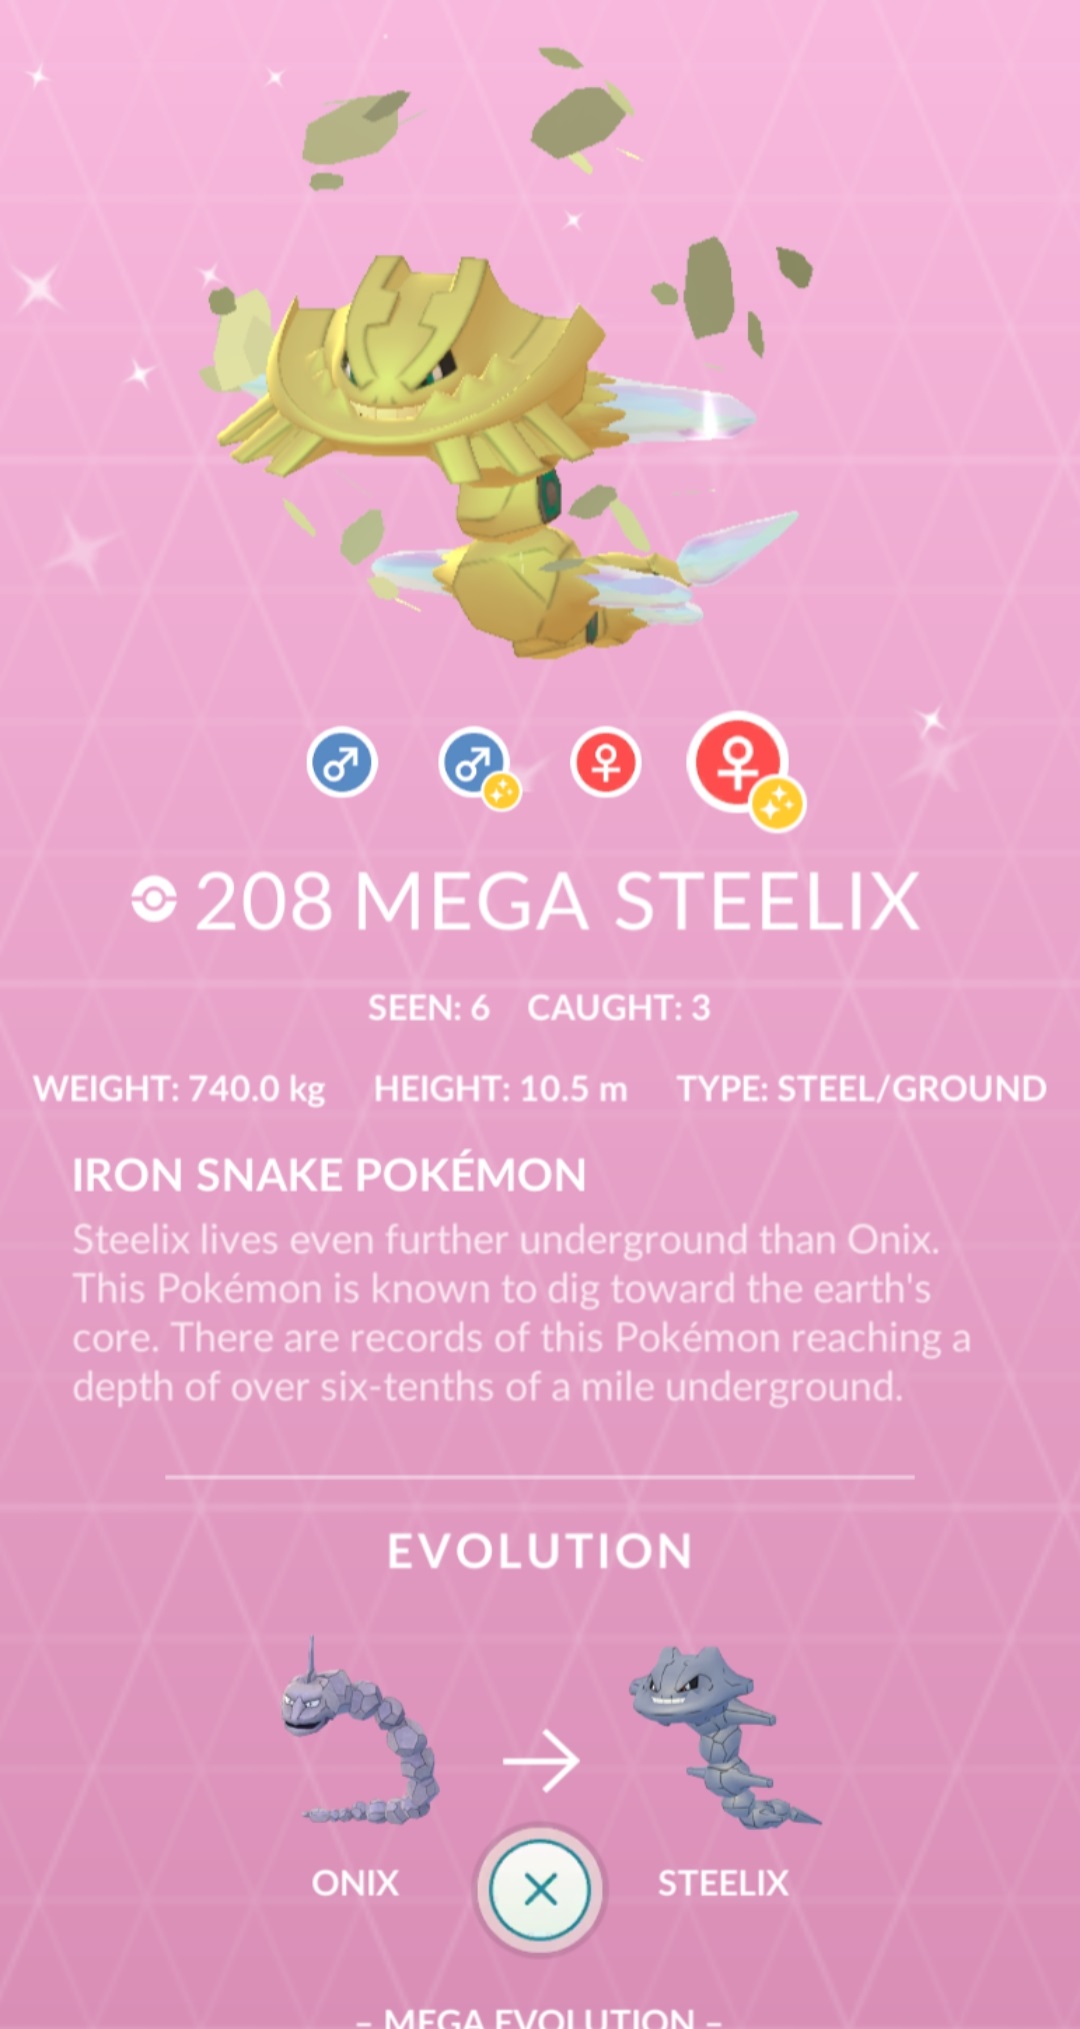 208 MEGA STEELIX
SEEN: 6 CAUGHT: 3
WEIGHT: 740.0 kg HEIGHT: 10.5 m TYPE: STEEL/GROUND
IRON SNAKE POKÉMON
Steelix lives even further underground than Onix.
This Pokémon is known to dig toward the earth's
core. There are records of this Pokémon reaching a
depth of over six-tenths of a mile underground.
EVOLUTION
ONIX STEELIX
– MEGA EVOLUTION –